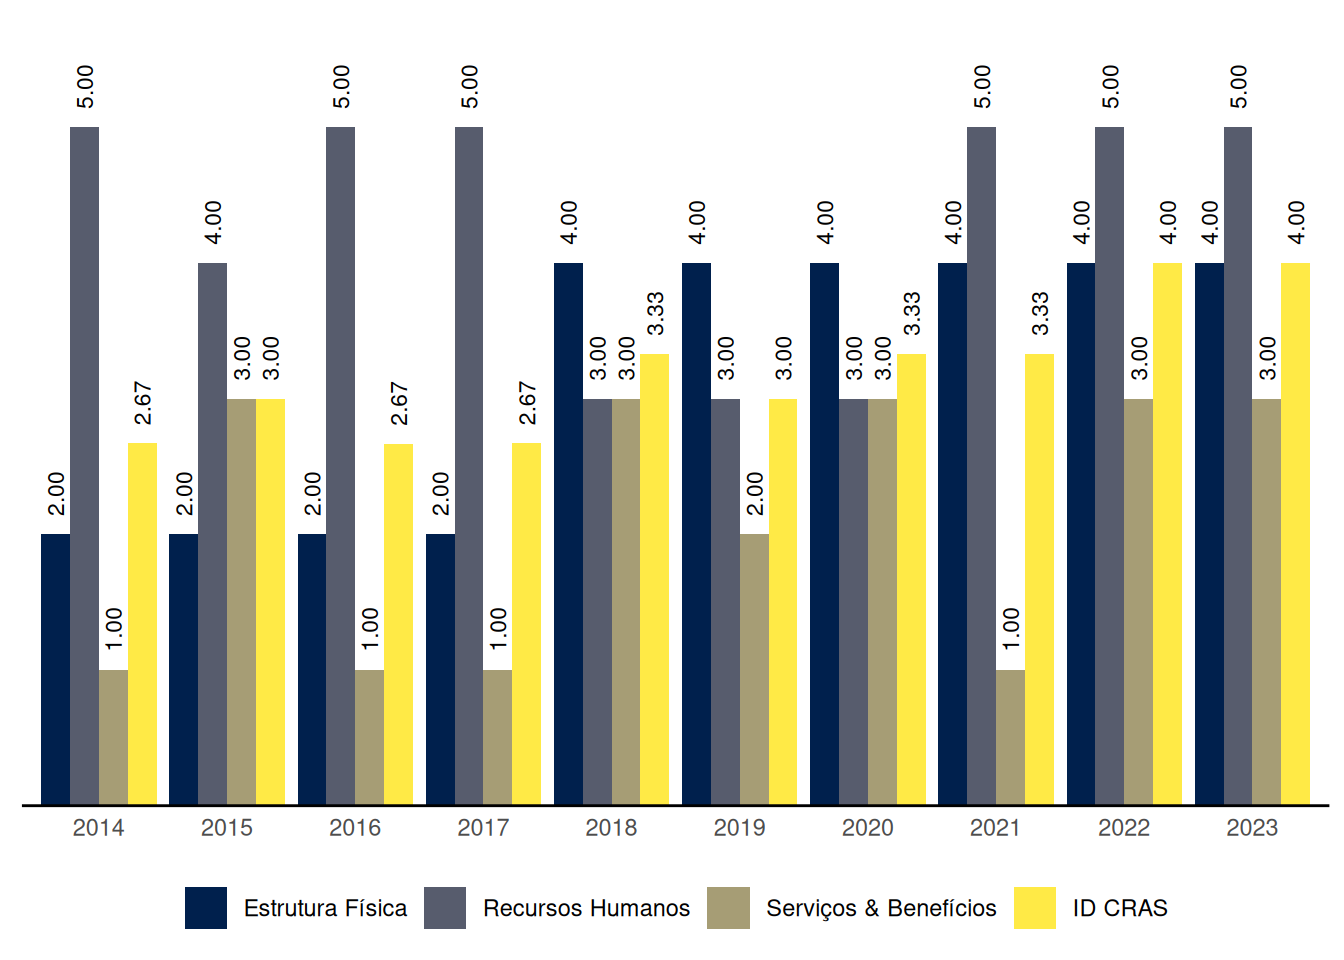 5.00 5.00 5.00 5.00 5.00 5.00
4.00 4.00 4.00 4.00 4.00 4.00 4.00 4.00 4.00
3.33 3.33 3.33
3.00 3.00 3.00 3.00 3.00 3.00 3.00 3.00 3.00 3.00
2.67 2.67 2.67
2.00 2.00 2.00 2.00 2.00
1.00 1.00 1.00 1.00
2014 2015 2016 2017 2018 2019 2020 2021 2022 2023
Estrutura Física Recursos Humanos Serviços & Benefícios ID CRAS